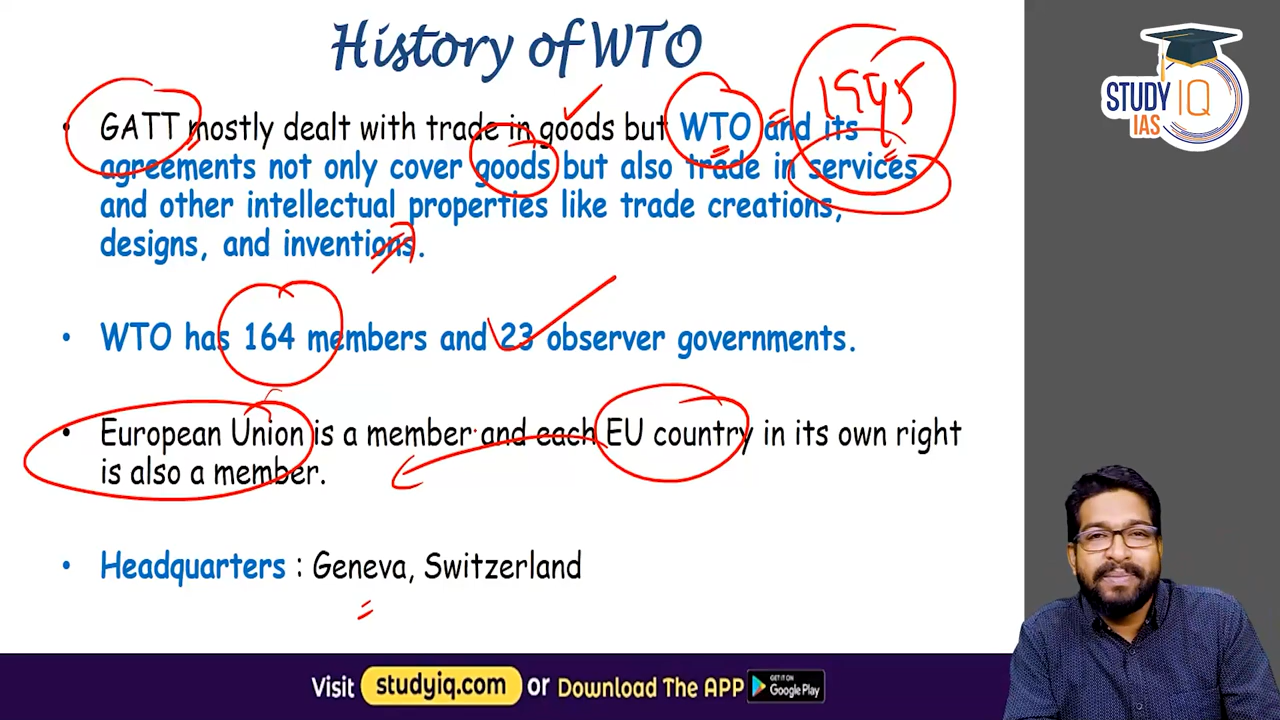 History of WTO
1995
• GATT mostly dealt with trade in goods but WTO and its
agreements not only cover goods but also trade in services
and other intellectual properties like trade creations,
designs, and inventions.
• WTO has 164 members and 23 observer governments.
• European Union is a member and each EU country in its own right
is also a member.
• Headquarters : Geneva, Switzerland
STUDY IQ
IAS
Visit studyiq.com or Download The APP GET IT ON Google Play